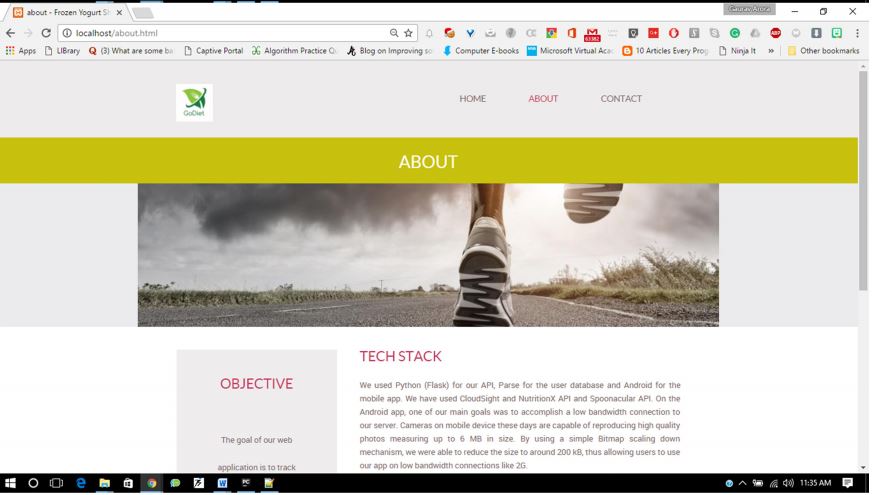 about - Frozen Yogurt Sh
Gaurav Arora
localhost/about.html
63382
ABP
Apps
LIBrary
(3) What are some ba
Captive Portal
Algorithm Practice Qu
Blog on Improving so
Computer E-books
Microsoft Virtual Acad
10 Articles Every Prog
Ninja It
»
Other bookmarks
GoDiet
HOME
ABOUT
CONTACT
ABOUT
OBJECTIVE
The goal of our web
application is to track
TECH STACK
We used Python (Flask) for our API, Parse for the user database and Android for the
mobile app. We have used CloudSight and NutritionX API and Spoonacular API. On the
Android app, one of our main goals was to accomplish a low bandwidth connection to
our server. Cameras on mobile device these days are capable of reproducing high quality
photos measuring up to 6 MB in size. By using a simple Bitmap scaling down
mechanism, we were able to reduce the size to around 200 kB, thus allowing users to use
our app on low bandwidth connections like 2G.
11:35 AM